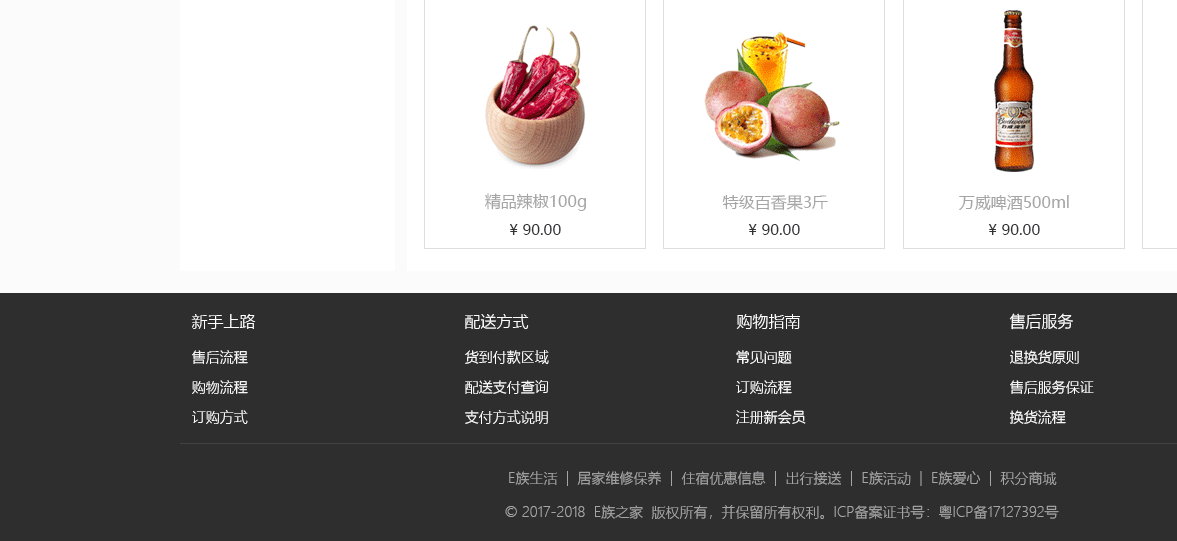 Budweiser
精品辣椒100g 特级百香果3斤 万威啤酒500ml
¥ 90.00 ¥ 90.00 ¥ 90.00
新手上路 配送方式 购物指南 售后服务
售后流程 货到付款区域 常见问题 退换货原则
购物流程 配送支付查询 订购流程 售后服务保证
订购方式 支付方式说明 注册新会员 换货流程
E族生活 | 居家维修保养 | 住宿优惠信息 | 出行接送 | E族活动 | E族爱心 | 积分商城
© 2017-2018 E族之家 版权所有，并保留所有权利。ICP备案证书号：粤ICP备17127392号